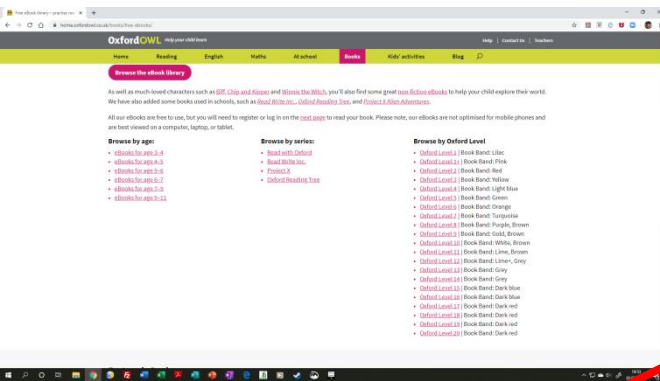 Free eBook library – practise rea
home.oxfordowl.co.uk/books/free-ebooks/
OxfordOWL Help your child learn
Help | Contact Us | Teachers
Home Reading English Maths At school Books Kids' activities Blog
Browse the eBook library
As well as much-loved characters such as Biff, Chip and Kipper and Winnie the Witch, you'll also find some great non-fiction eBooks to help your child explore their world.
We have also added some books used in schools, such as Read Write Inc., Oxford Reading Tree, and Project X Alien Adventures.
All our eBooks are free to use, but you will need to register or log in on the next page to read your book. Please note, our eBooks are not optimised for mobile phones and
are best viewed on a computer, laptop, or tablet.
Browse by age:
eBooks for age 3–4
eBooks for age 4–5
eBooks for age 5–6
eBooks for age 6–7
eBooks for age 7–9
eBooks for age 9–11
Browse by series:
Read with Oxford
Read Write Inc.
Project X
Oxford Reading Tree
Browse by Oxford Level
Oxford Level 1 | Book Band: Lilac
Oxford Level 1+ | Book Band: Pink
Oxford Level 2 | Book Band: Red
Oxford Level 3 | Book Band: Yellow
Oxford Level 4 | Book Band: Light blue
Oxford Level 5 | Book Band: Green
Oxford Level 6 | Book Band: Orange
Oxford Level 7 | Book Band: Turquoise
Oxford Level 8 | Book Band: Purple, Brown
Oxford Level 9 | Book Band: Gold, Brown
Oxford Level 10 | Book Band: White, Brown
Oxford Level 11 | Book Band: Lime, Brown
Oxford Level 12 | Book Band: Lime+, Grey
Oxford Level 13 | Book Band: Grey
Oxford Level 14 | Book Band: Grey
Oxford Level 15 | Book Band: Dark blue
Oxford Level 16 | Book Band: Dark blue
Oxford Level 17 | Book Band: Dark red
Oxford Level 18 | Book Band: Dark red
Oxford Level 19 | Book Band: Dark red
Oxford Level 20 | Book Band: Dark red